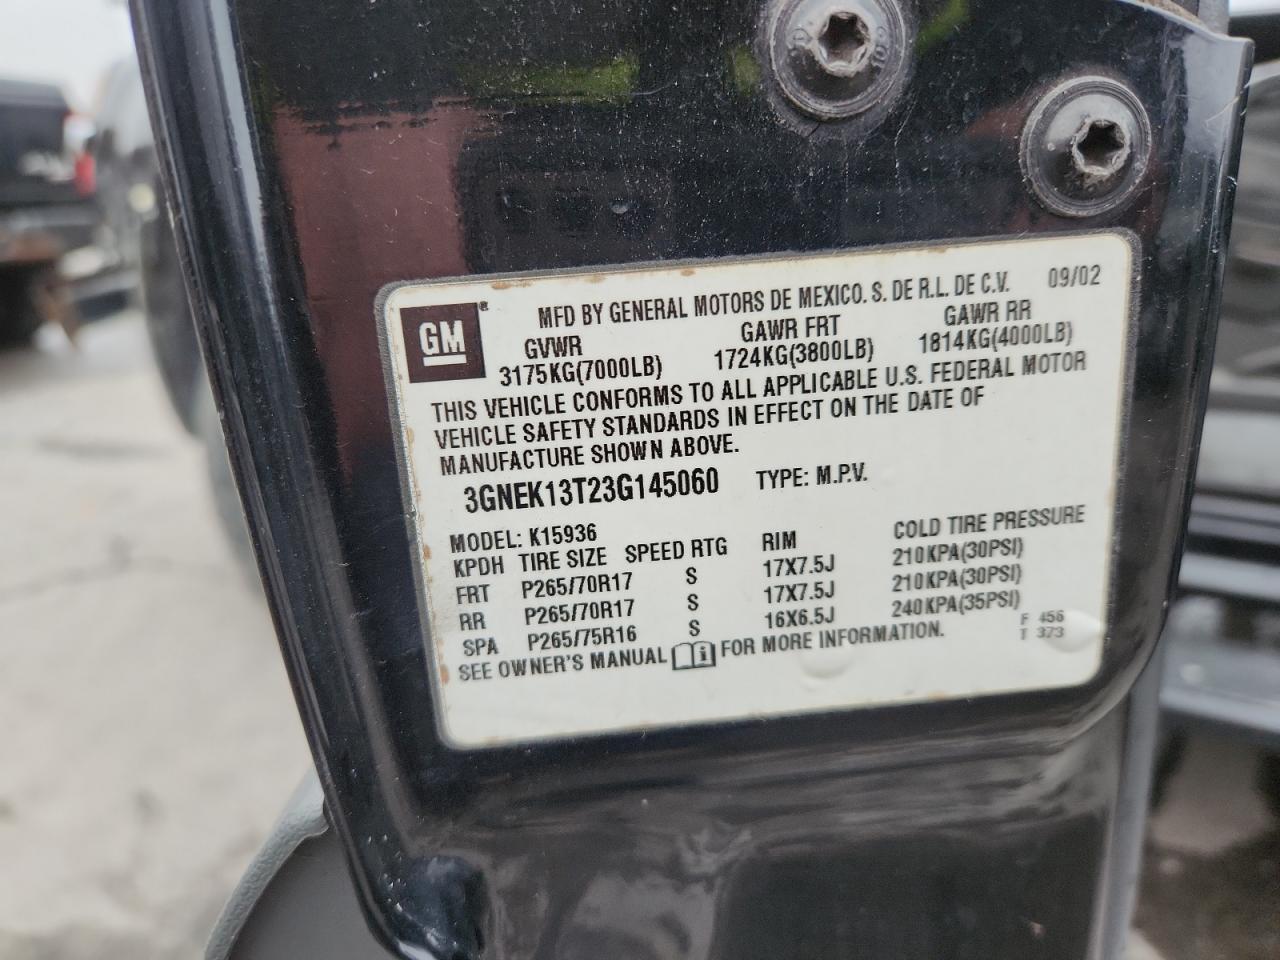 MFD BY GENERAL MOTORS DE MEXICO. S. DE R.L. DE C.V. 09/02
GM®
GVWR GAWR FRT GAWR RR
3175KG(7000LB) 1724KG(3800LB) 1814KG(4000LB)
THIS VEHICLE CONFORMS TO ALL APPLICABLE U.S. FEDERAL MOTOR
VEHICLE SAFETY STANDARDS IN EFFECT ON THE DATE OF
MANUFACTURE SHOWN ABOVE.
3GNEK13T23G145060 TYPE: M.P.V.
MODEL: K15936
KPDH TIRE SIZE SPEED RTG RIM COLD TIRE PRESSURE
FRT P265/70R17 S 17X7.5J 210KPA(30PSI)
RR P265/70R17 S 17X7.5J 210KPA(30PSI)
SPA P265/75R16 S 16X6.5J 240KPA(35PSI)
SEE OWNER'S MANUAL FOR MORE INFORMATION.
F 456
T 373